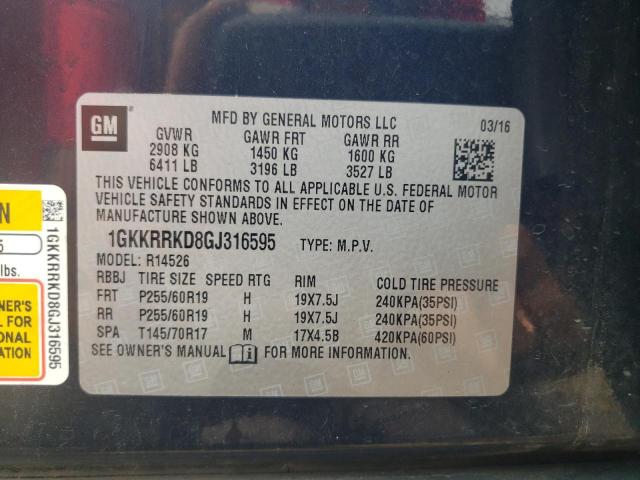 GM
MFD BY GENERAL MOTORS LLC
03/16
GVWR GAWR FRT GAWR RR
2908 KG 1450 KG 1600 KG
6411 LB 3196 LB 3527 LB
THIS VEHICLE CONFORMS TO ALL APPLICABLE U.S. FEDERAL MOTOR
VEHICLE SAFETY STANDARDS IN EFFECT ON THE DATE OF
MANUFACTURE SHOWN ABOVE.
1GKKRRKD8GJ316595 TYPE: M.P.V.
MODEL: R14526
RBBJ TIRE SIZE SPEED RTG RIM COLD TIRE PRESSURE
FRT P255/60R19 H 19X7.5J 240KPA(35PSI)
RR P255/60R19 H 19X7.5J 240KPA(35PSI)
SPA T145/70R17 M 17X4.5B 420KPA(60PSI)
SEE OWNER'S MANUAL FOR MORE INFORMATION.
N
5
lbs.
NER'S
L FOR
ONAL
ATION
1GKKRRKD8GJ316595